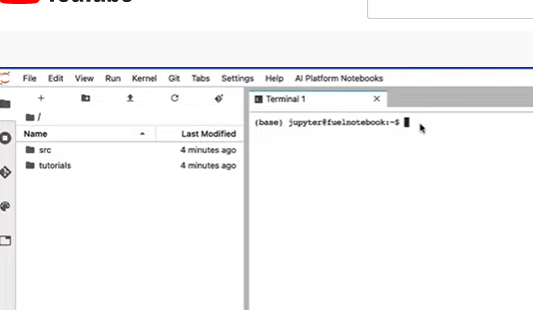 YouTube
File Edit View Run Kernel Git Tabs Settings Help AI Platform Notebooks
Terminal 1
/
(base) jupyter@fuelnotebook:~$
Name Last Modified
src 4 minutes ago
tutorials 4 minutes ago